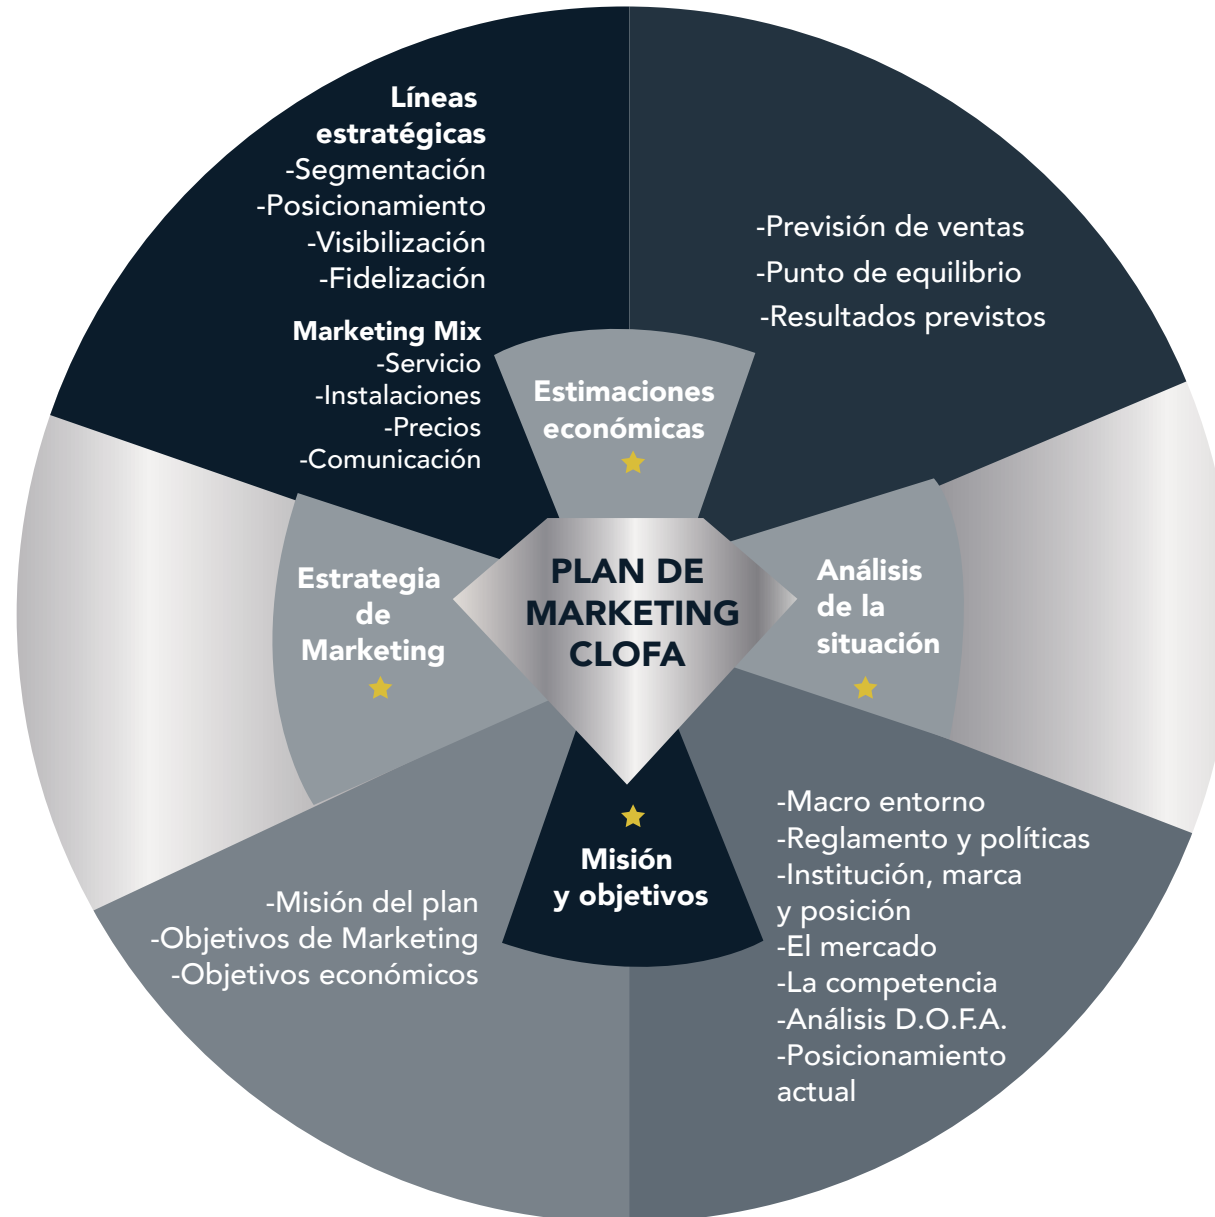 Líneas
estratégicas
-Segmentación
-Posicionamiento
-Visibilización
-Fidelización
Marketing Mix
-Servicio
-Instalaciones
-Precios
-Comunicación
-Previsión de ventas
-Punto de equilibrio
-Resultados previstos
Estimaciones
económicas
Estrategia
de
Marketing
PLAN DE
MARKETING
CLOFA
Análisis
de la
situación
Misión
y objetivos
-Misión del plan
-Objetivos de Marketing
-Objetivos económicos
-Macro entorno
-Reglamento y políticas
-Institución, marca
y posición
-El mercado
-La competencia
-Análisis D.O.F.A.
-Posicionamiento
actual